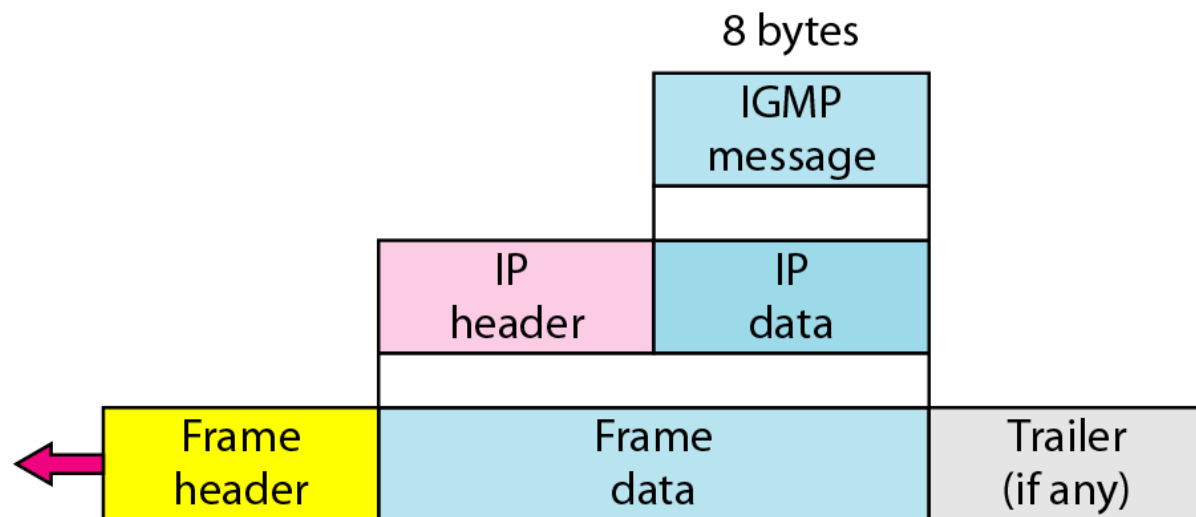 8 bytes
IGMP
message
IP
header
IP
data
Frame
header
Frame
data
Trailer
(if any)